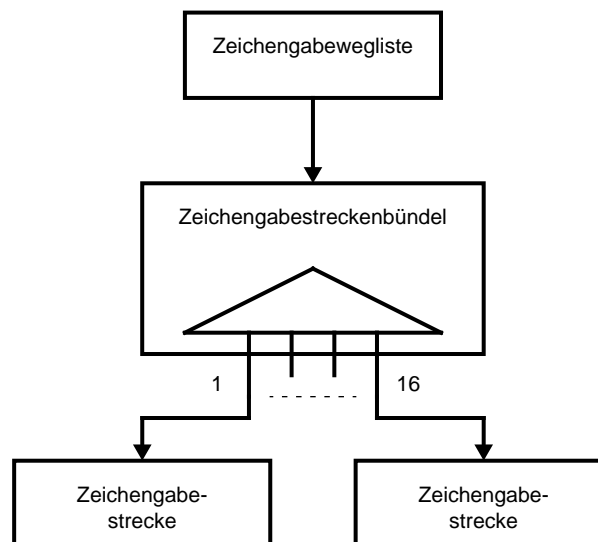 Zeichengabewegliste
Zeichengabestreckenbündel
1
16
Zeichengabe-
strecke
Zeichengabe-
strecke